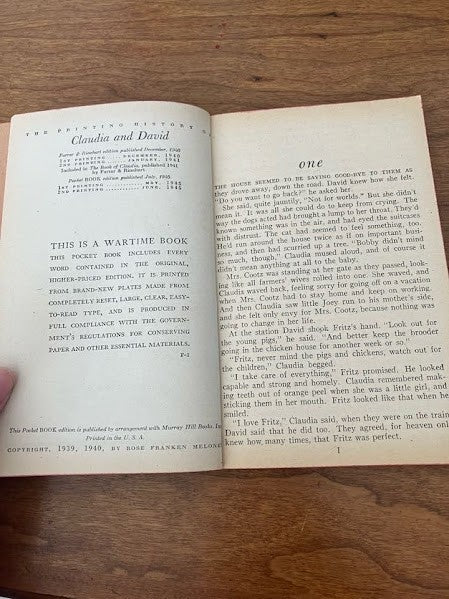 THE PRINTING HISTORY O
Claudia and David
Farrar & Rinehart edition published December, 1940
1ST PRINTING ........ DECEMBER, 1940
2ND PRINTING ........ JANUARY, 1941
Included in The Book of Claudia, published 1941
by Farrar & Rinehart
Pocket BOOK edition published July, 1945
1ST PRINTING ........ MAY, 1945
2ND PRINTING ........ JUNE, 1945
THIS IS A WARTIME BOOK
THIS POCKET BOOK INCLUDES EVERY
WORD CONTAINED IN THE ORIGINAL,
HIGHER-PRICED EDITION. IT IS PRINTED
FROM BRAND-NEW PLATES MADE FROM
COMPLETELY RESET, LARGE, CLEAR, EASY-
TO-READ TYPE, AND IS PRODUCED IN
FULL COMPLIANCE WITH THE GOVERN-
MENT'S REGULATIONS FOR CONSERVING
PAPER AND OTHER ESSENTIAL MATERIALS.
P-1
This Pocket BOOK edition is published by arrangement with Murray Hill Books, Inc.
Printed in the U. S. A.
COPYRIGHT, 1939, 1940, BY ROSE FRANKEN MELONEY
one
THE HOUSE SEEMED TO BE SAYING GOOD-BYE TO THEM AS
they drove away, down the road. David knew how she felt.
"Do you want to go back?" he asked her.
She said, quite jauntily, "Not for worlds." But she didn't
mean it. It was all she could do to keep from crying. The
way the dogs acted had brought a lump to her throat. They'd
known something was in the air, and had eyed the suitcases
with distrust. The cat had seemed to feel something, too.
He'd run around the house twice as if on important busi-
ness, and then had scurried up a tree. "Bobby didn't mind
so much, though," Claudia mused aloud, and of course it
didn't mean anything at all to the baby.
Mrs. Cootz was standing at her gate as they passed, look-
ing like all farmers' wives rolled into one. She waved, and
Claudia waved back, feeling sorry for going off on a vacation
when Mrs. Cootz had to stay home and keep on working.
And then Claudia saw little Joey run to his mother's side,
and she felt only envy for Mrs. Cootz, because nothing was
going to change in her life.
At the station David shook Fritz's hand. "Look out for
the young pigs," he said. "And better keep the brooder
going in the chicken house for another week or so."
"Fritz, never mind the pigs and chickens, watch out for
the children," Claudia begged.
"I take care of everything," Fritz promised. He looked
capable and strong and homely. Claudia remembered mak-
ing teeth out of orange peel when she was a little girl, and
sticking them in her mouth. Fritz looked like that when he
smiled.
"I love Fritz," Claudia said, when they were on the train.
David said that he did too. They agreed, for heaven only
knew how many, times, that Fritz was perfect.
1